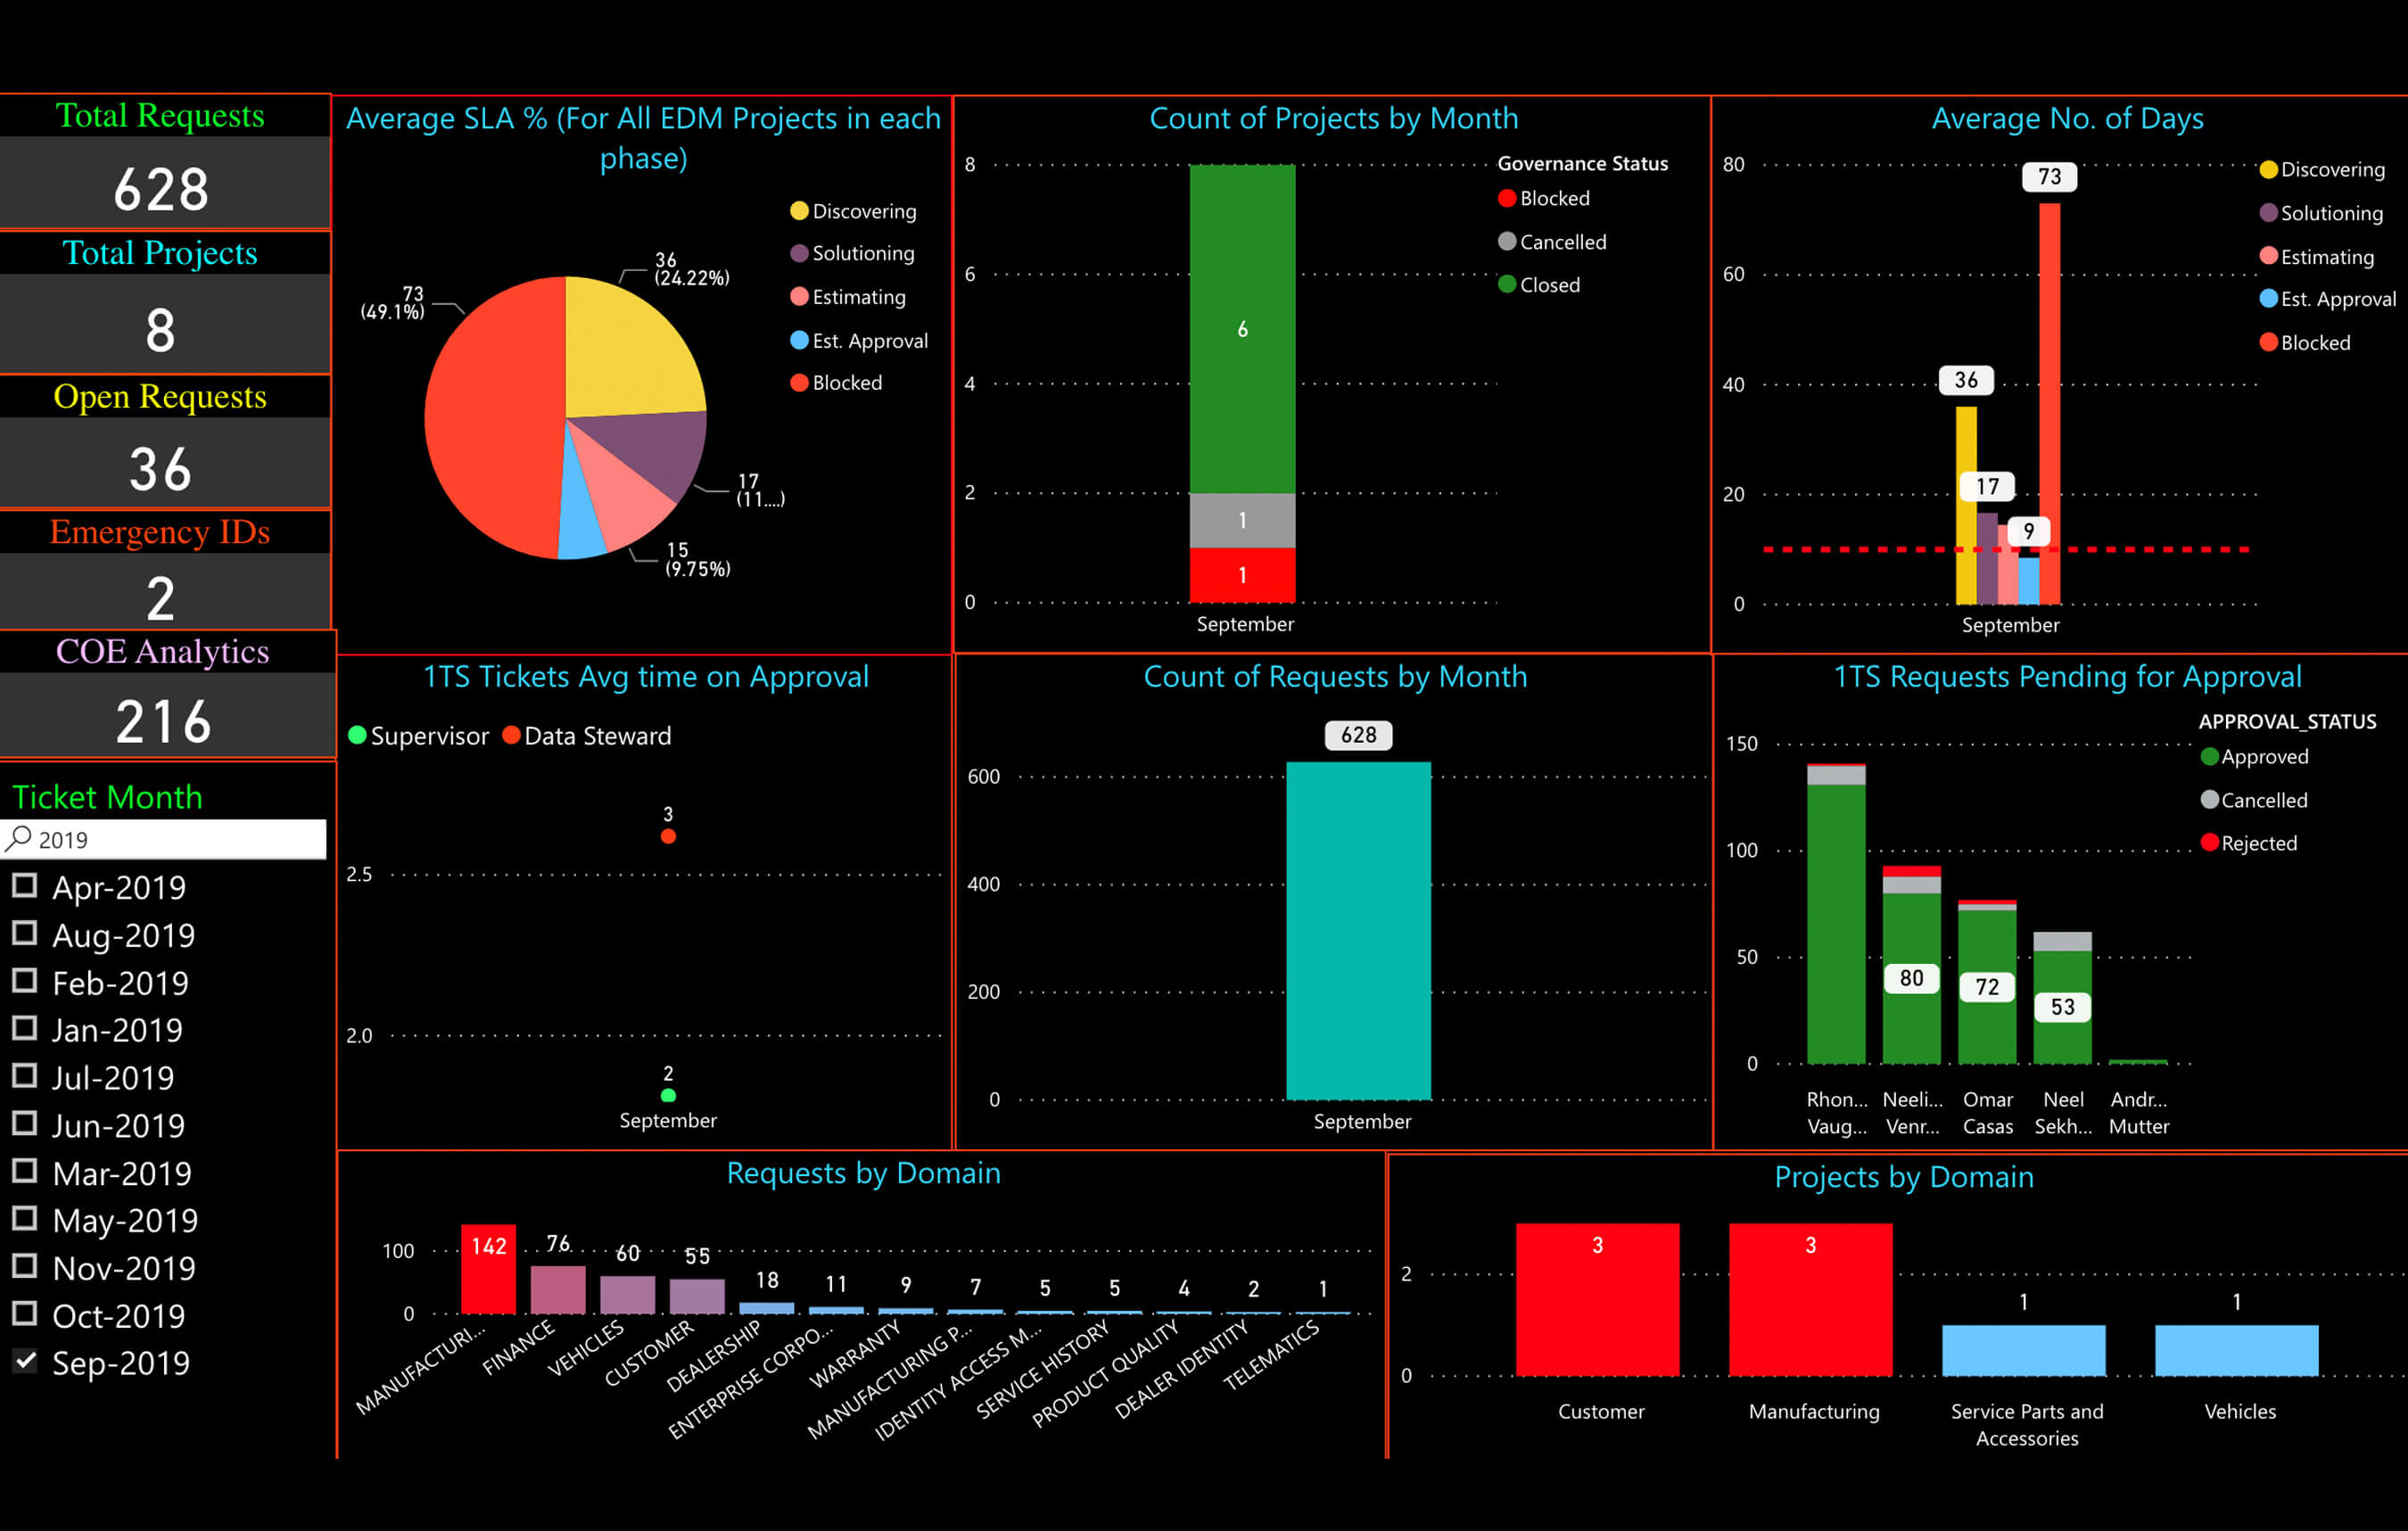 Total Requests
628
Total Projects
8
Open Requests
36
Emergency IDs
2
COE Analytics
216
Ticket Month
2019
Apr-2019
Aug-2019
Feb-2019
Jan-2019
Jul-2019
Jun-2019
Mar-2019
May-2019
Nov-2019
Oct-2019
Sep-2019
Average SLA % (For All EDM Projects in each
phase)
Discovering
Solutioning
Estimating
Est. Approval
Blocked
36
(24.22%)
73
(49.1%)
17
(11....)
15
(9.75%)
Count of Projects by Month
Governance Status
Blocked
Cancelled
Closed
8
6
4
2
0
6
1
1
September
Average No. of Days
Discovering
Solutioning
Estimating
Est. Approval
Blocked
80
60
40
20
0
36
17
9
73
September
1TS Tickets Avg time on Approval
Supervisor Data Steward
3
2.5
2.0
2
September
Count of Requests by Month
628
600
400
200
0
September
1TS Requests Pending for Approval
APPROVAL_STATUS
Approved
Cancelled
Rejected
150
100
50
0
80
72
53
Rhon... Neeli... Omar Neel Andr...
Vaug... Venr... Casas Sekh... Mutter
Requests by Domain
100
0
142 76 60 55 18 11 9 7 5 5 4 2 1
MANUFACTURI...
FINANCE
VEHICLES
CUSTOMER
DEALERSHIP
ENTERPRISE CORPO...
WARRANTY
MANUFACTURING P...
IDENTITY ACCESS M...
SERVICE HISTORY
PRODUCT QUALITY
DEALER IDENTITY
TELEMATICS
Projects by Domain
2
0
3 3 1 1
Customer Manufacturing Service Parts and Vehicles
Accessories